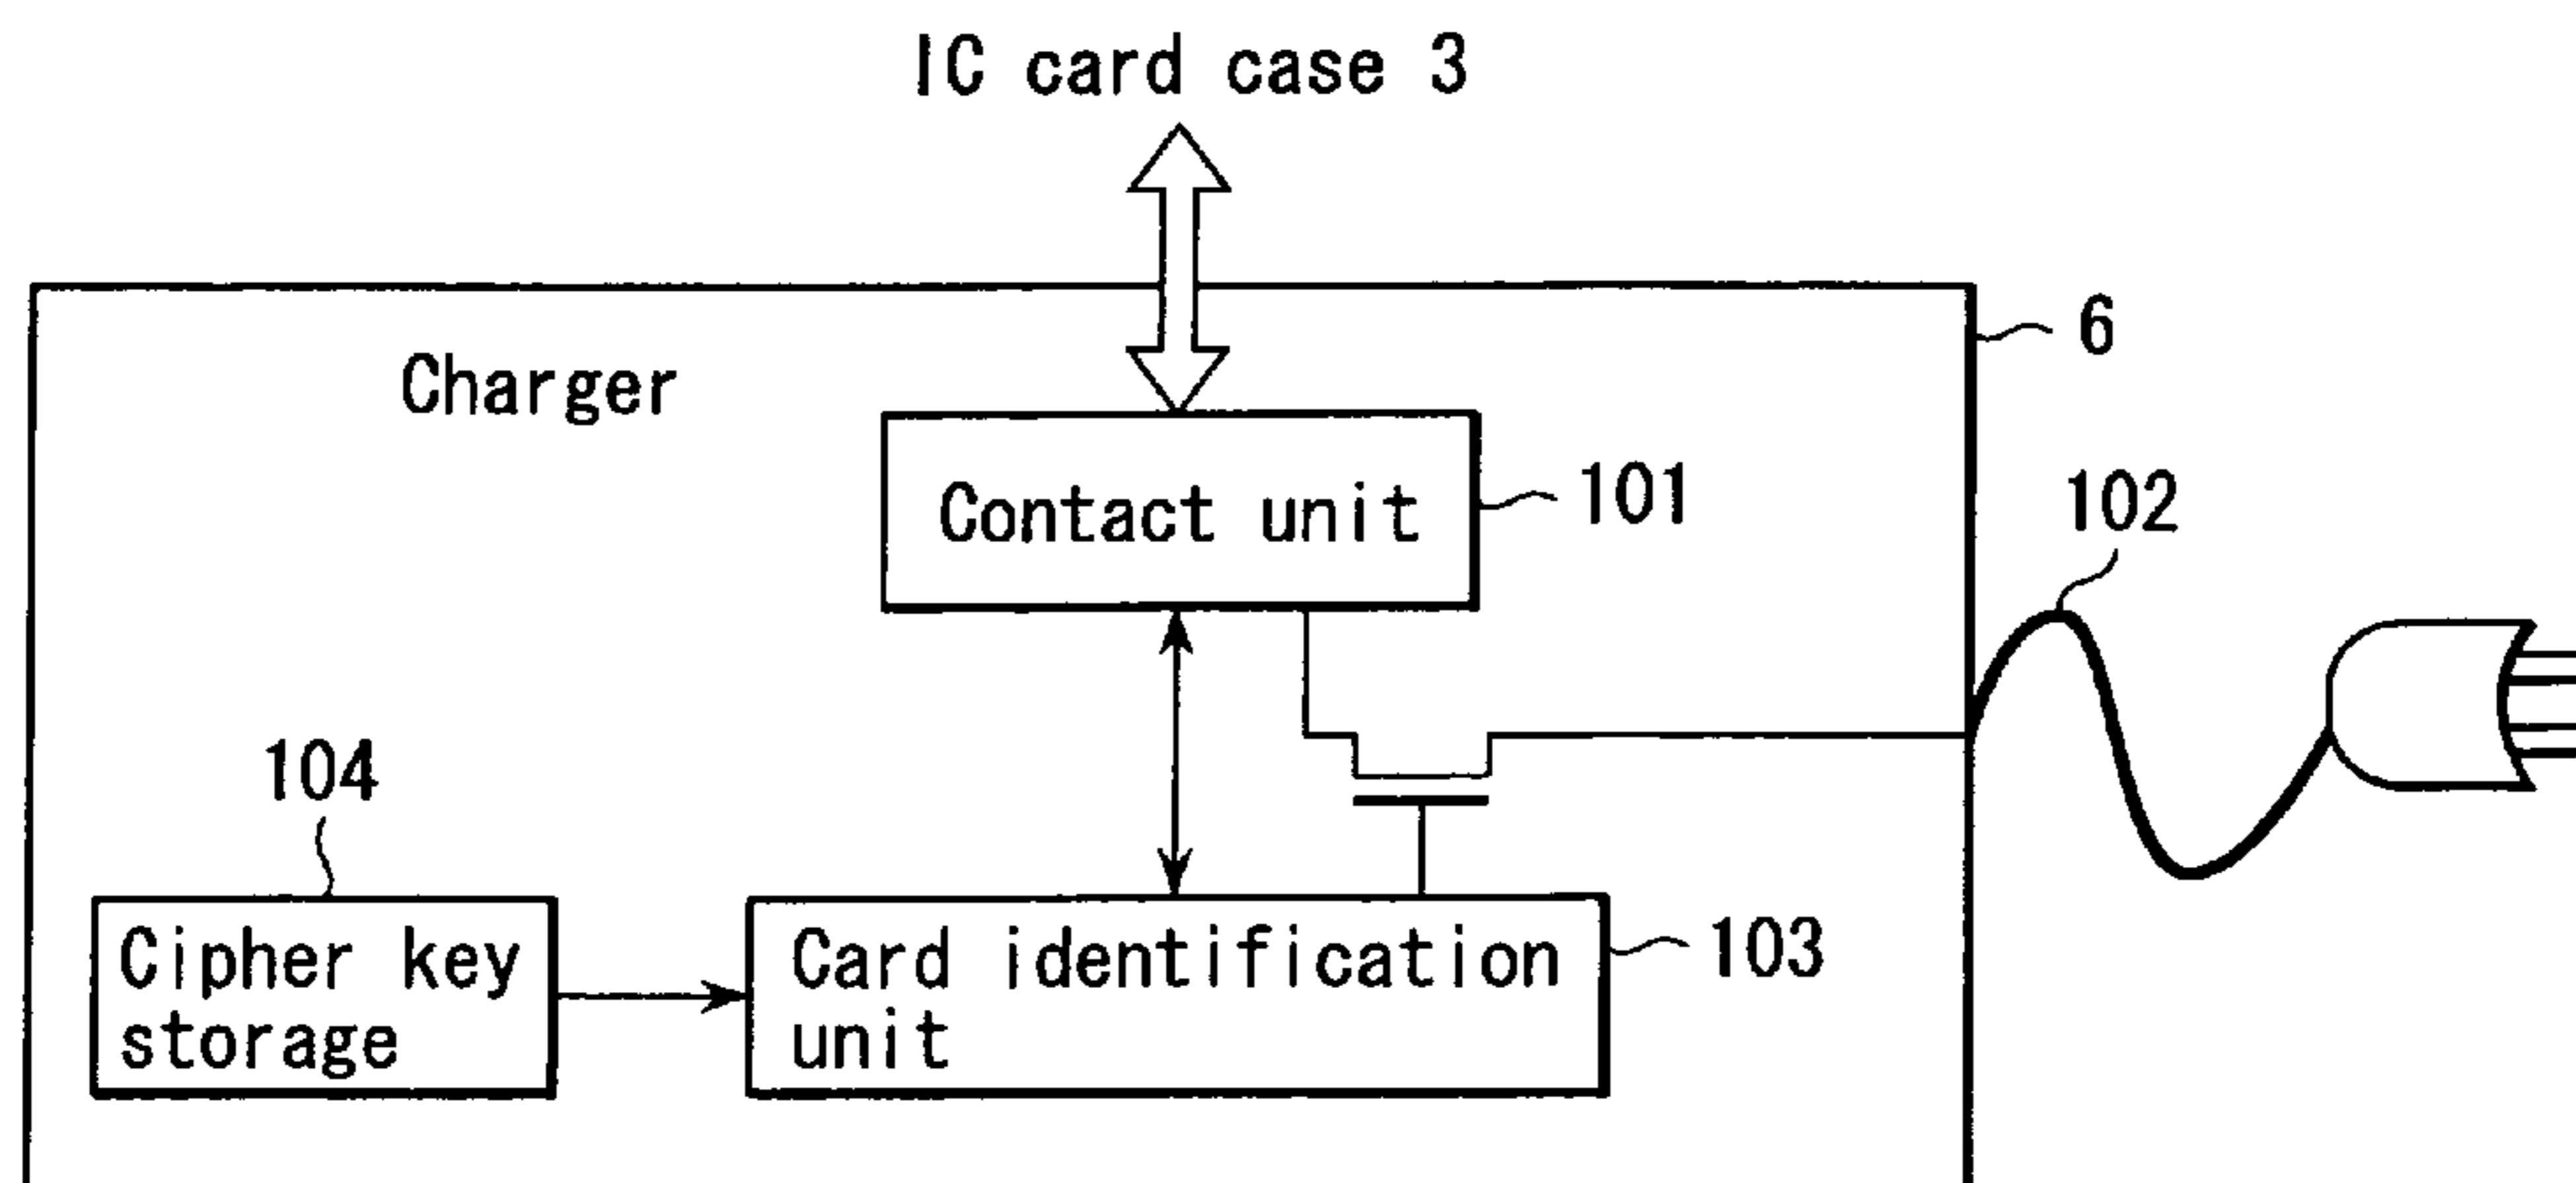 IC card case 3
6
Charger
Contact unit
101
102
104
Cipher key
storage
Card identification
unit
103